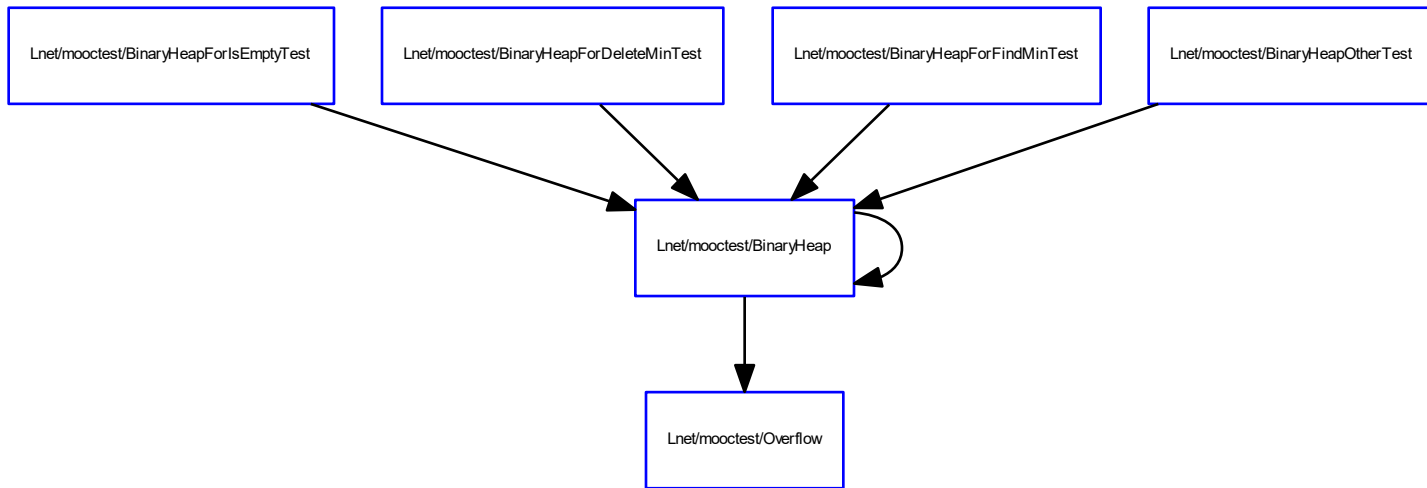 Lnet/mooctest/BinaryHeapForIsEmptyTest
Lnet/mooctest/BinaryHeapForDeleteMinTest
Lnet/mooctest/BinaryHeapForFindMinTest
Lnet/mooctest/BinaryHeapOtherTest
Lnet/mooctest/BinaryHeap
Lnet/mooctest/Overflow